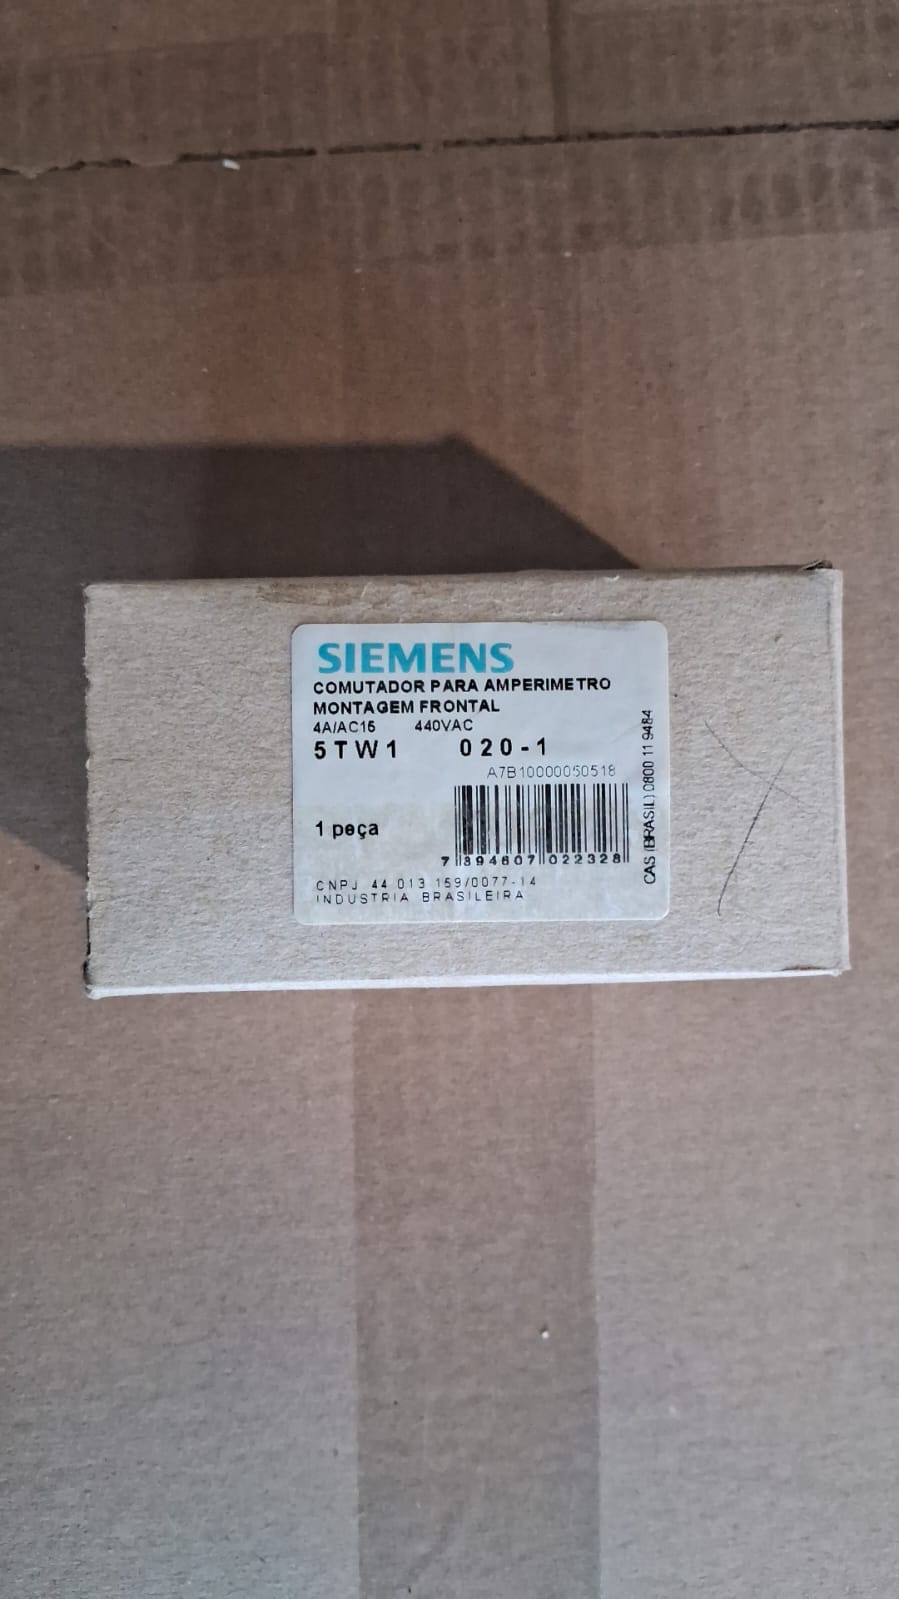 SIEMENS
COMUTADOR PARA AMPERIMETRO
MONTAGEM FRONTAL
4A/AC15 440VAC
5TW1 020-1
A7B10000050518
1 peça
7 894607 022328
CNPJ 44 013 159/0077-14
INDUSTRIA BRASILEIRA
CAS (BRASIL) 0800 11 9484